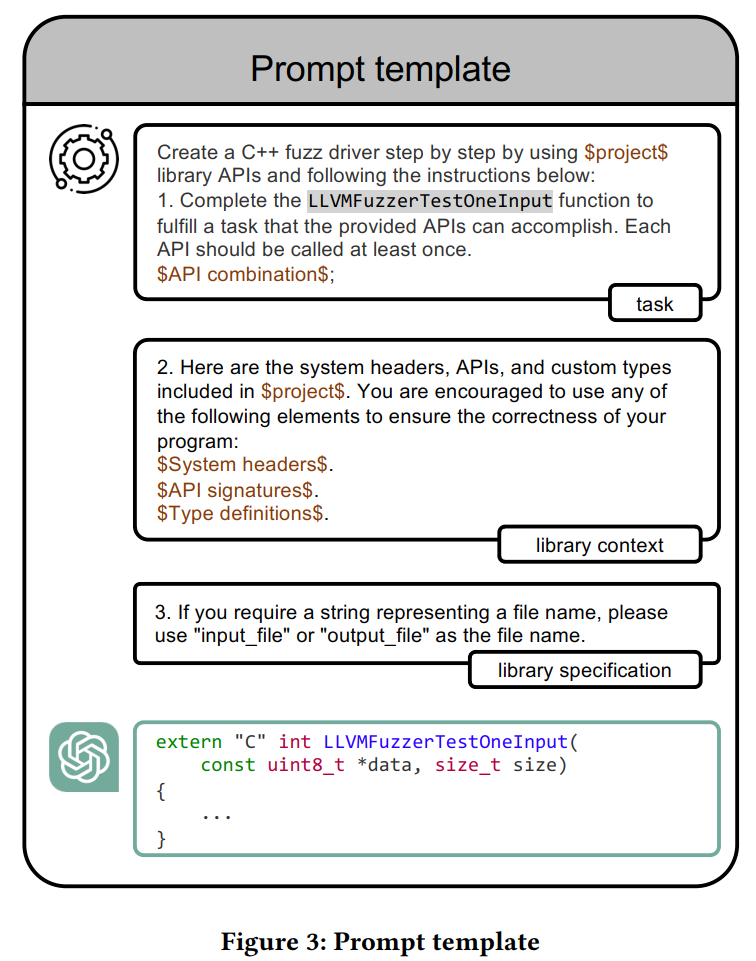 Prompt template
Create a C++ fuzz driver step by step by using $project$
library APIs and following the instructions below:
1. Complete the LLVMFuzzerTestOneInput function to
fulfill a task that the provided APIs can accomplish. Each
API should be called at least once.
$API combination$;
task
2. Here are the system headers, APIs, and custom types
included in $project$. You are encouraged to use any of
the following elements to ensure the correctness of your
program:
$System headers$.
$API signatures$.
$Type definitions$.
library context
3. If you require a string representing a file name, please
use "input_file" or "output_file" as the file name.
library specification
extern "C" int LLVMFuzzerTestOneInput(
    const uint8_t *data, size_t size)
{
    ...
}
Figure 3: Prompt template